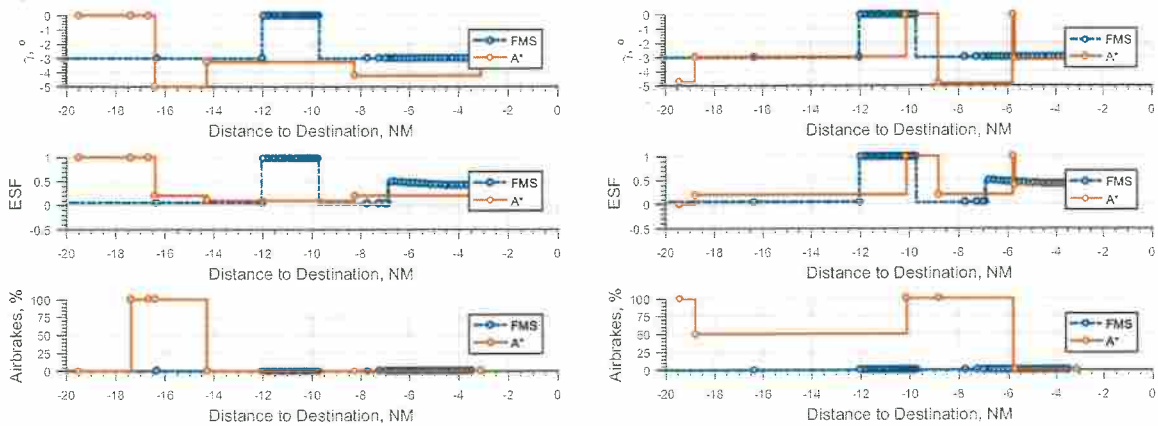 γ, °
0
-1
-2
-3
-4
-5
FMS
A*
-20 -18 -16 -14 -12 -10 -8 -6 -4 -2 0
Distance to Destination, NM
ESF
1
0.5
0
-0.5
FMS
A*
-20 -18 -16 -14 -12 -10 -8 -6 -4 -2 0
Distance to Destination, NM
Airbrakes, %
100
75
50
25
0
FMS
A*
-20 -18 -16 -14 -12 -10 -8 -6 -4 -2 0
Distance to Destination, NM
γ, °
0
-1
-2
-3
-4
-5
FMS
A*
-20 -18 -16 -14 -12 -10 -8 -6 -4 -2 0
Distance to Destination, NM
ESF
1
0.5
0
-0.5
FMS
A*
-20 -18 -16 -14 -12 -10 -8 -6 -4 -2 0
Distance to Destination, NM
Airbrakes, %
100
75
50
25
0
FMS
A*
-20 -18 -16 -14 -12 -10 -8 -6 -4 -2 0
Distance to Destination, NM